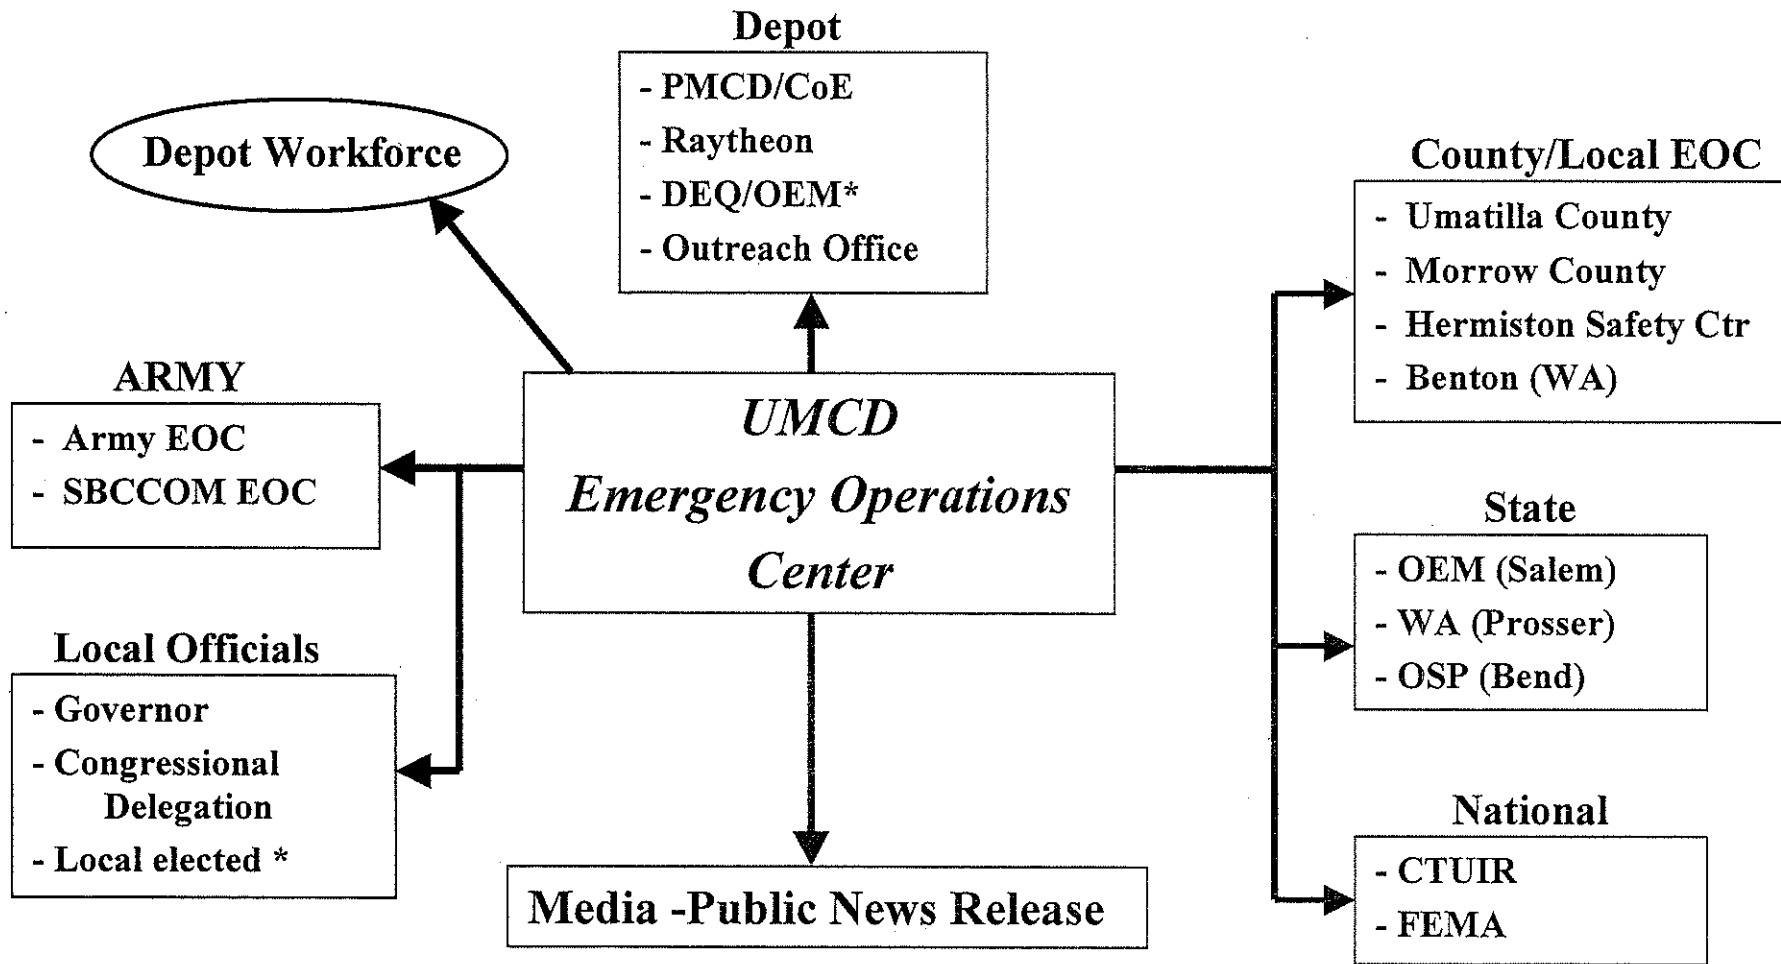 Depot
- PMCD/CoE
- Raytheon
- DEQ/OEM*
- Outreach Office
Depot Workforce
County/Local EOC
- Umatilla County
- Morrow County
- Hermiston Safety Ctr
- Benton (WA)
ARMY
- Army EOC
- SBCCOM EOC
UMCD
Emergency Operations
Center
State
- OEM (Salem)
- WA (Prosser)
- OSP (Bend)
Local Officials
- Governor
- Congressional
Delegation
- Local elected *
National
- CTUIR
- FEMA
Media -Public News Release